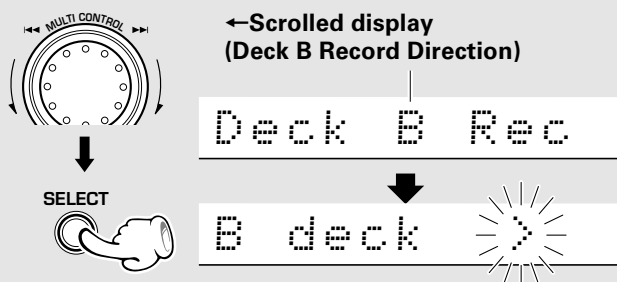 MULTI CONTROL
←Scrolled display
(Deck B Record Direction)
Deck B Rec
SELECT
B deck >